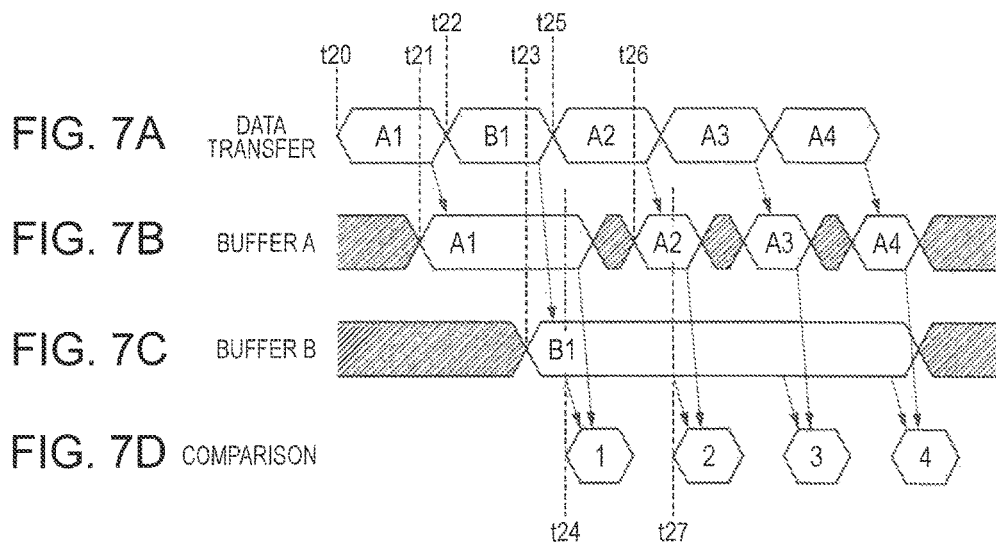 t22 t25
t20 t21 t23 t26
FIG. 7A DATA TRANSFER A1 B1 A2 A3 A4
FIG. 7B BUFFER A A1 A2 A3 A4
FIG. 7C BUFFER B B1
FIG. 7D COMPARISON 1 2 3 4
t24 t27